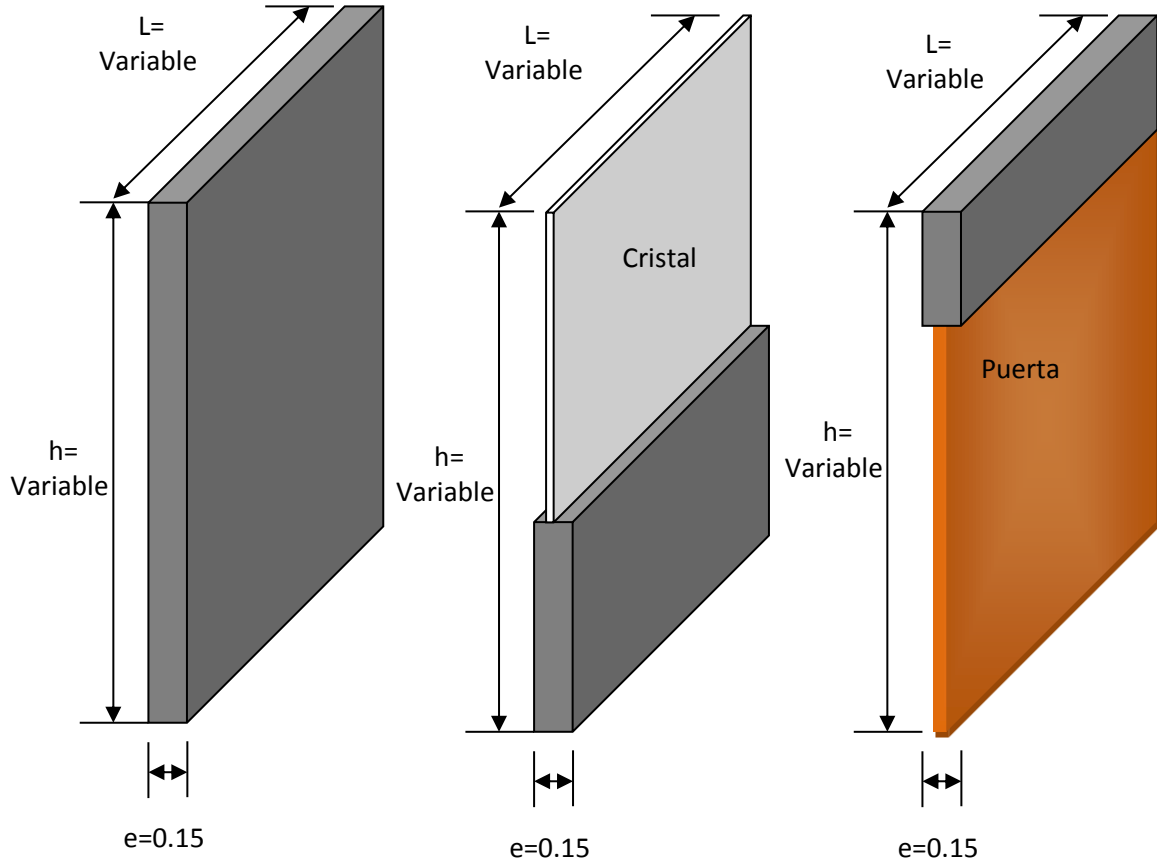 L=
Variable
h=
Variable
e=0.15
L=
Variable
Cristal
h=
Variable
e=0.15
L=
Variable
Puerta
h=
Variable
e=0.15